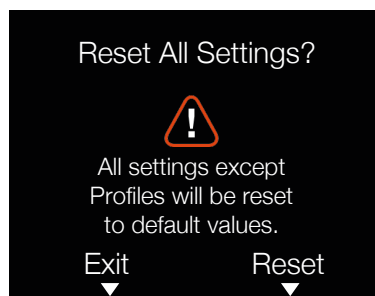 Reset All Settings?
!
All settings except
Profiles will be reset
to default values.
Exit Reset